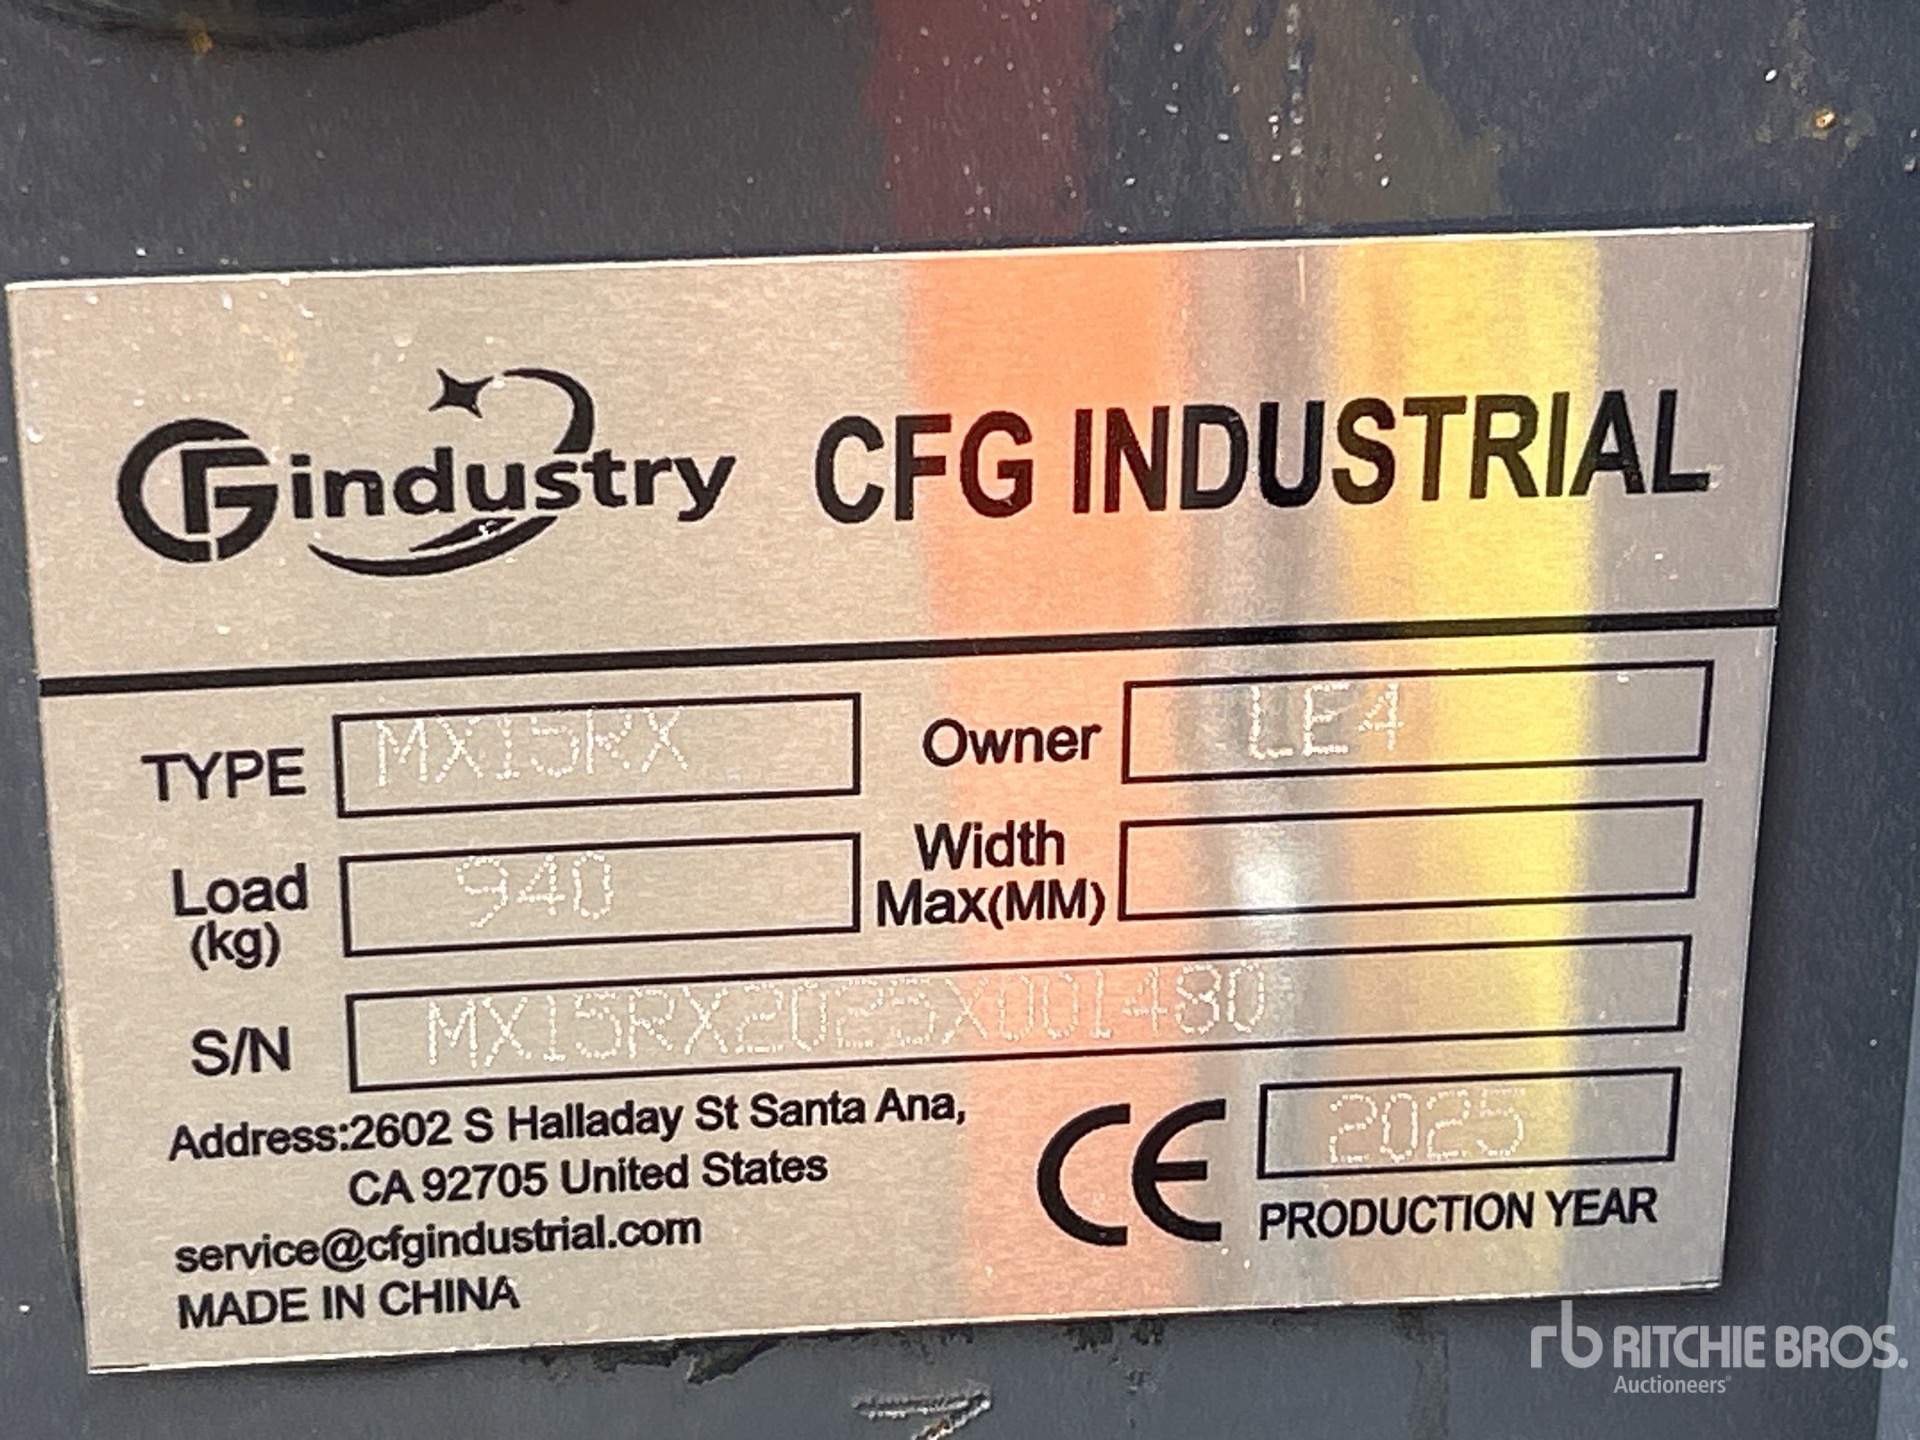 CFGindustry CFG INDUSTRIAL
TYPE MX15RX Owner LE4
Load (kg) 940 Width Max(MM)
S/N MX15RX2025X001480
Address:2602 S Halladay St Santa Ana,
CA 92705 United States
service@cfgindustrial.com
MADE IN CHINA
CE 2025
PRODUCTION YEAR
rb RITCHIE BROS.
Auctioneers